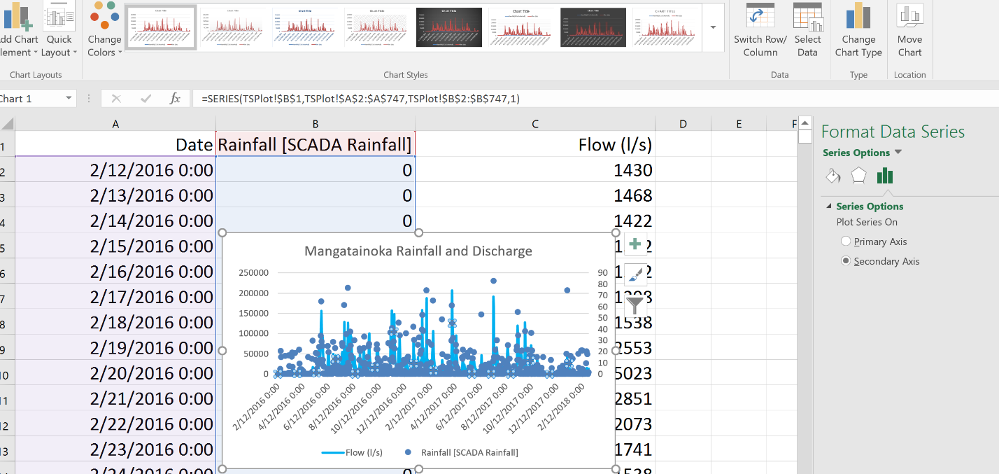 dd Chart Quick Change Switch Row/ Select Change Move
lement Layout Colors Column Data Chart Type Chart
Chart Layouts Chart Styles Data Type Location
Chart 1 fx =SERIES(TSPlot!$B$1,TSPlot!$A$2:$A$747,TSPlot!$B$2:$B$747,1)
A B C D E F
1 Date Rainfall [SCADA Rainfall] Flow (l/s)
2 2/12/2016 0:00 0 1430
3 2/13/2016 0:00 0 1468
4 2/14/2016 0:00 0 1422
5 2/15/2016 0:00
6 2/16/2016 0:00
7 2/17/2016 0:00
8 2/18/2016 0:00 1538
9 2/19/2016 0:00 2553
10 2/20/2016 0:00 5023
11 2/21/2016 0:00 2851
12 2/22/2016 0:00 2073
13 2/23/2016 0:00 1741
2/24/2016 0:00 0 1538
Mangatainoka Rainfall and Discharge
250000
200000
150000
100000
50000
0
90
80
70
60
50
40
30
20
10
0
2/12/2016 0:00
4/12/2016 0:00
6/12/2016 0:00
8/12/2016 0:00
10/12/2016 0:00
12/12/2016 0:00
2/12/2017 0:00
4/12/2017 0:00
6/12/2017 0:00
8/12/2017 0:00
10/12/2017 0:00
12/12/2017 0:00
2/12/2018 0:00
Flow (l/s) Rainfall [SCADA Rainfall]
Format Data Series
Series Options
Series Options
Plot Series On
Primary Axis
Secondary Axis